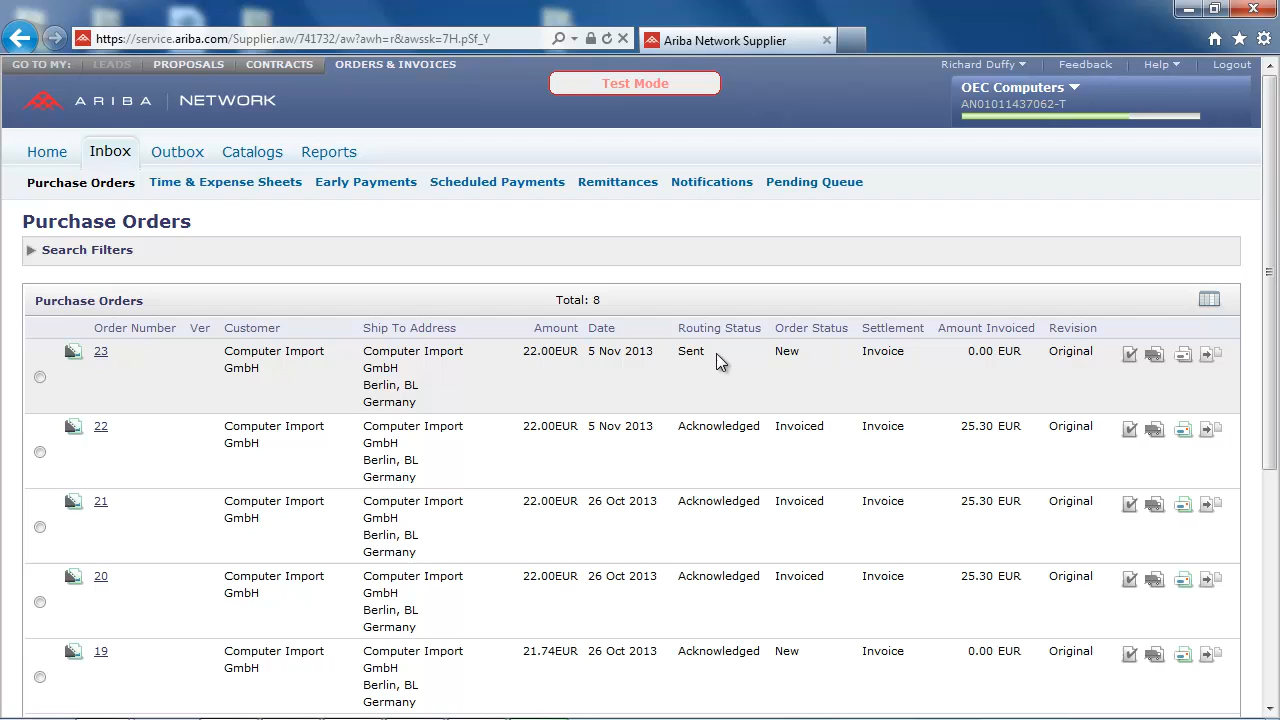 https://service.ariba.com/Supplier.aw/741732/aw?awh=r&awssk=7H.pSf_Y
Ariba Network Supplier
GO TO MY: LEADS PROPOSALS CONTRACTS ORDERS & INVOICES
Test Mode
Richard Duffy Feedback Help Logout
ARIBA NETWORK
OEC Computers
AN01011437062-T
Home Inbox Outbox Catalogs Reports
Purchase Orders Time & Expense Sheets Early Payments Scheduled Payments Remittances Notifications Pending Queue
Purchase Orders
Search Filters
Purchase Orders Total: 8
Order Number Ver Customer Ship To Address Amount Date Routing Status Order Status Settlement Amount Invoiced Revision
23 Computer Import Computer Import 22.00EUR 5 Nov 2013 Sent New Invoice 0.00 EUR Original
GmbH GmbH
Berlin, BL
Germany
22 Computer Import Computer Import 22.00EUR 5 Nov 2013 Acknowledged Invoiced Invoice 25.30 EUR Original
GmbH GmbH
Berlin, BL
Germany
21 Computer Import Computer Import 22.00EUR 26 Oct 2013 Acknowledged Invoiced Invoice 25.30 EUR Original
GmbH GmbH
Berlin, BL
Germany
20 Computer Import Computer Import 22.00EUR 26 Oct 2013 Acknowledged Invoiced Invoice 25.30 EUR Original
GmbH GmbH
Berlin, BL
Germany
19 Computer Import Computer Import 21.74EUR 26 Oct 2013 Acknowledged New Invoice 0.00 EUR Original
GmbH GmbH
Berlin, BL
Germany